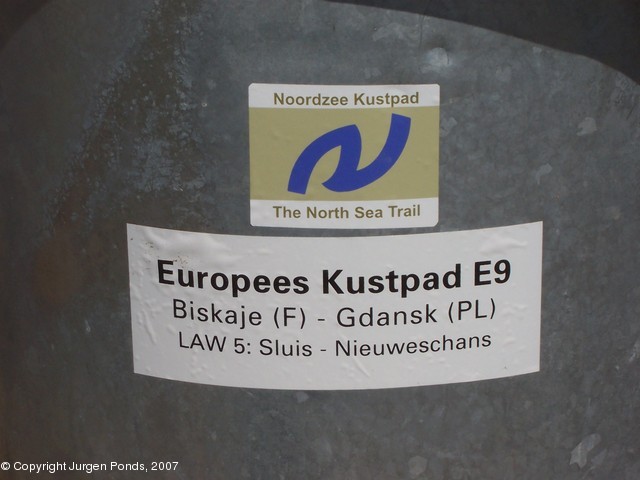 Noordzee Kustpad
The North Sea Trail
Europees Kustpad E9
Biskaje (F) - Gdansk (PL)
LAW 5: Sluis - Nieuweschans
© Copyright Jurgen Ponds, 2007